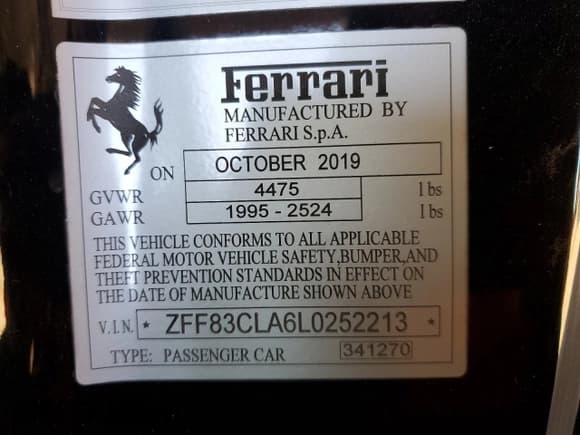 Ferrari
MANUFACTURED BY
FERRARI S.p.A.
ON OCTOBER 2019
GVWR 4475 lbs
GAWR 1995 - 2524 lbs
THIS VEHICLE CONFORMS TO ALL APPLICABLE
FEDERAL MOTOR VEHICLE SAFETY,BUMPER,AND
THEFT PREVENTION STANDARDS IN EFFECT ON
THE DATE OF MANUFACTURE SHOWN ABOVE
V.I.N. * ZFF83CLA6L0252213 *
TYPE: PASSENGER CAR 341270